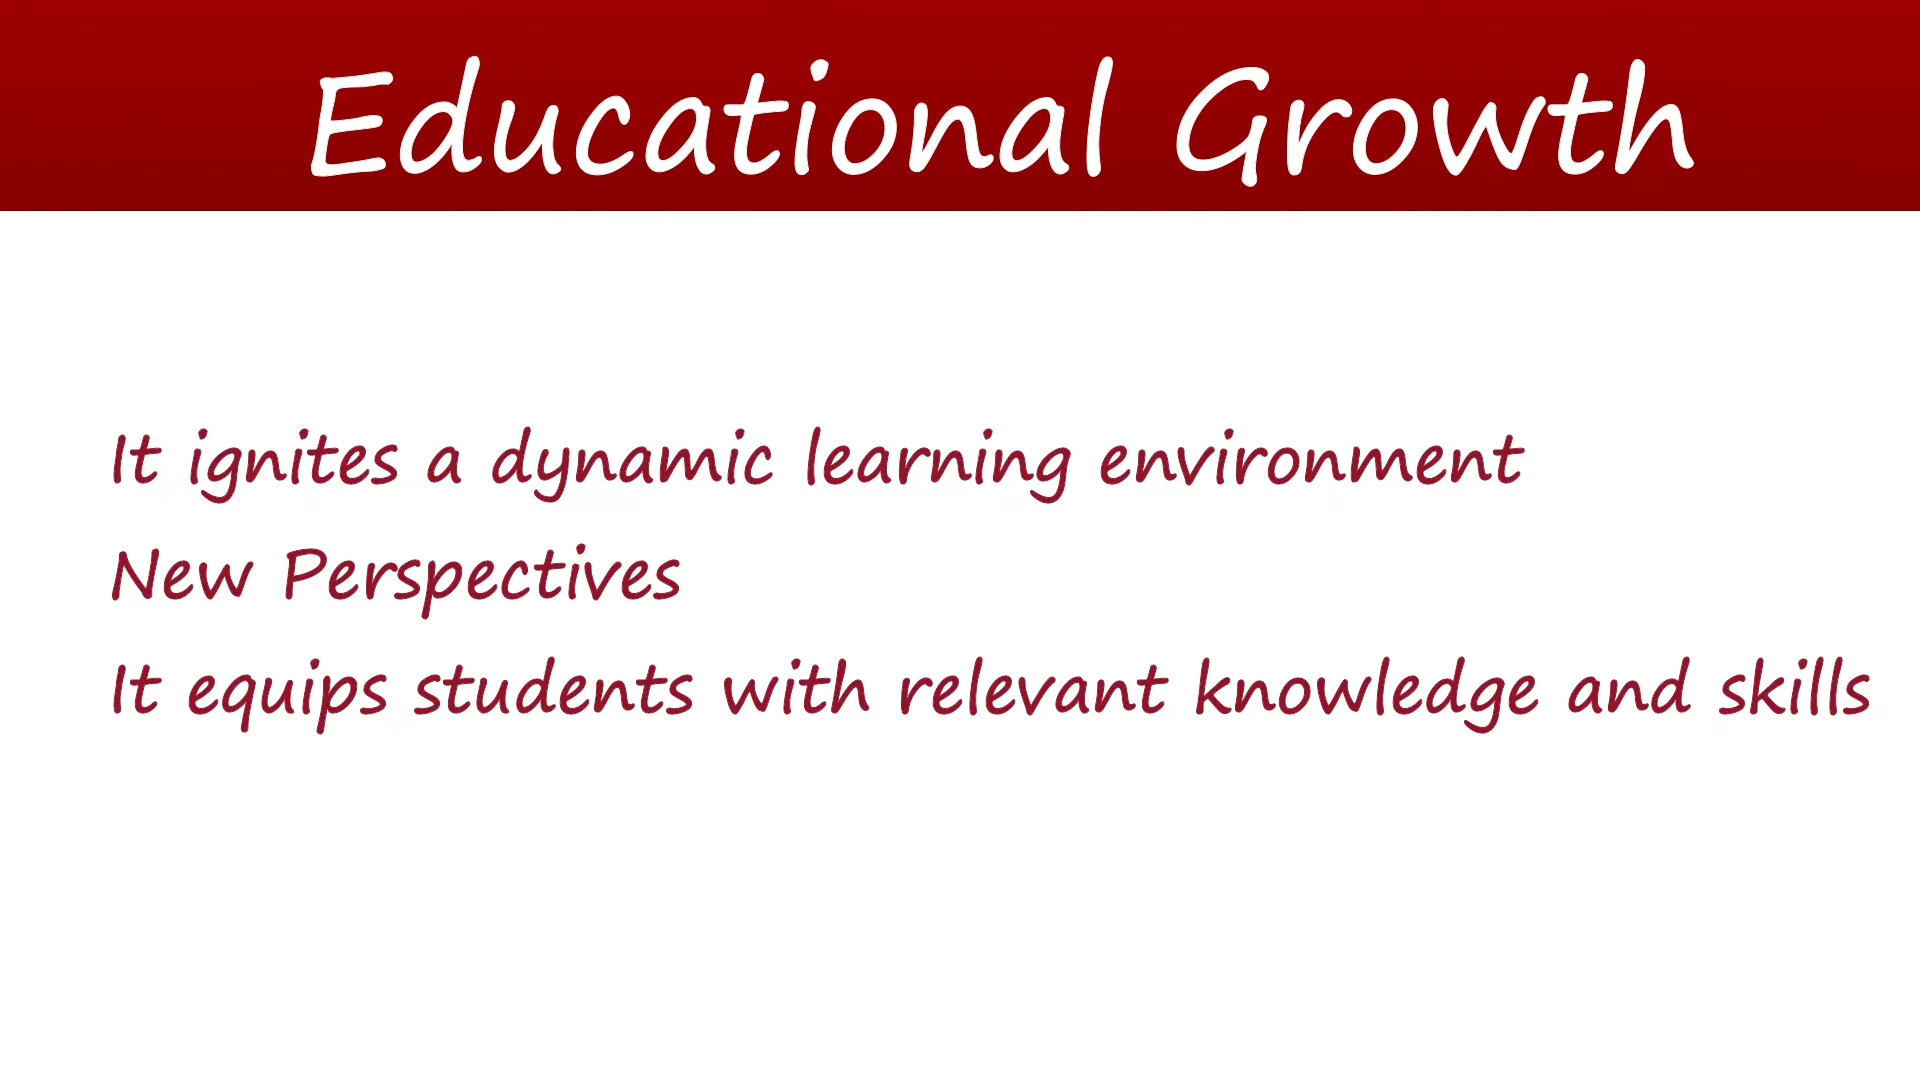 Educational Growth
It ignites a dynamic learning environment
New Perspectives
It equips students with relevant knowledge and skills